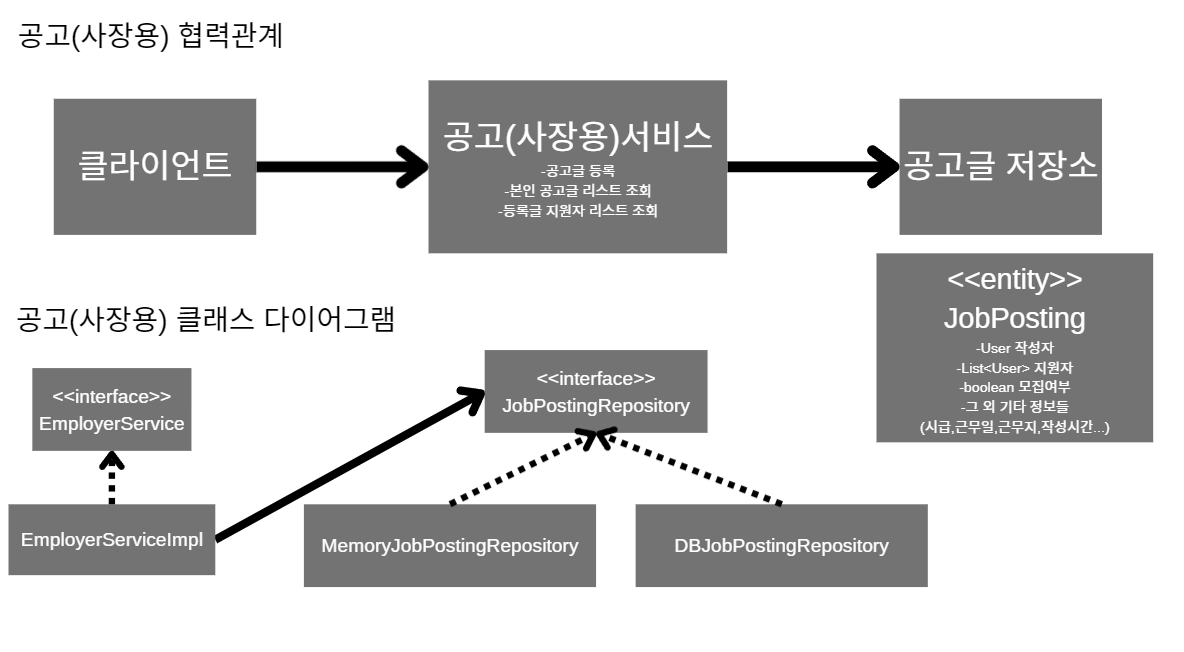 공고(사장용) 협력관계
클라이언트
공고(사장용)서비스
-공고글 등록
-본인 공고글 리스트 조회
-등록글 지원자 리스트 조회
공고글 저장소
<<entity>>
JobPosting
-User 작성자
-List<User> 지원자
-boolean 모집여부
-그 외 기타 정보들
(시급,근무일,근무지,작성시간...)
공고(사장용) 클래스 다이어그램
<<interface>>
EmployerService
<<interface>>
JobPostingRepository
EmployerServiceImpl
MemoryJobPostingRepository
DBJobPostingRepository